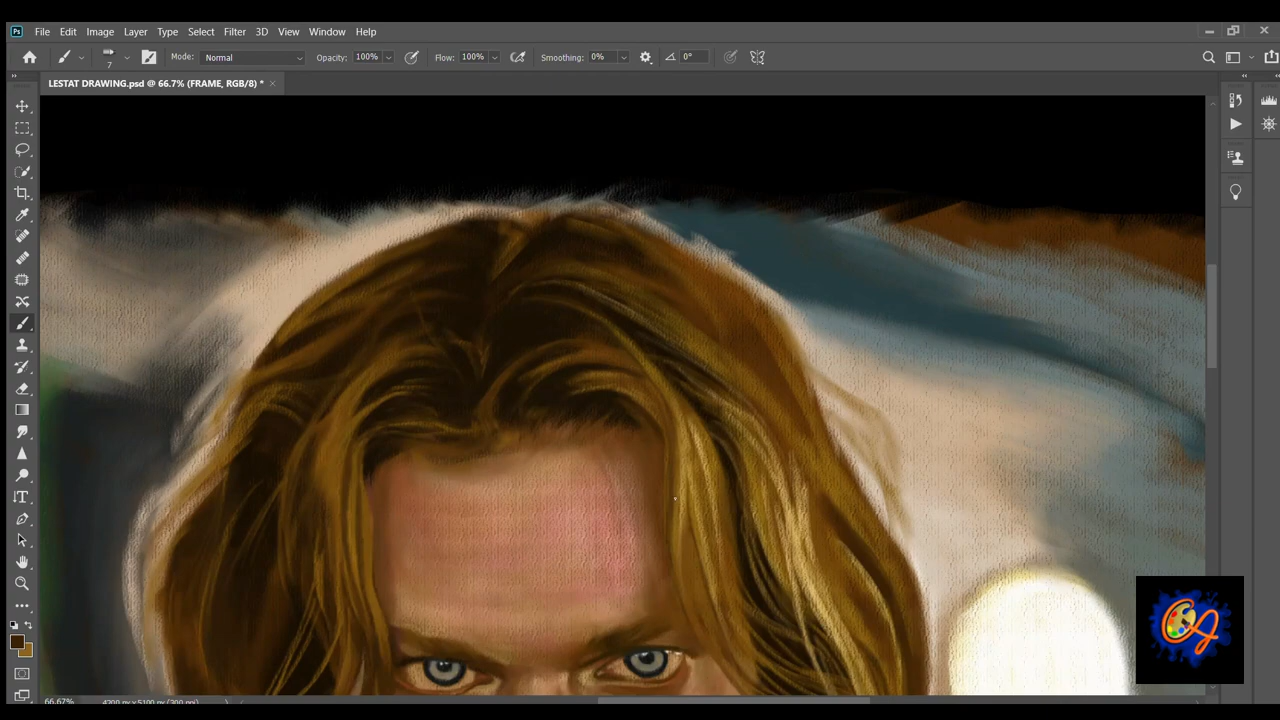 File Edit Image Layer Type Select Filter 3D View Window Help
7 Mode: Normal Opacity: 100% Flow: 100% Smoothing: 0% 0°
LESTAT DRAWING.psd @ 66.7% (FRAME, RGB/8) *
66.67%